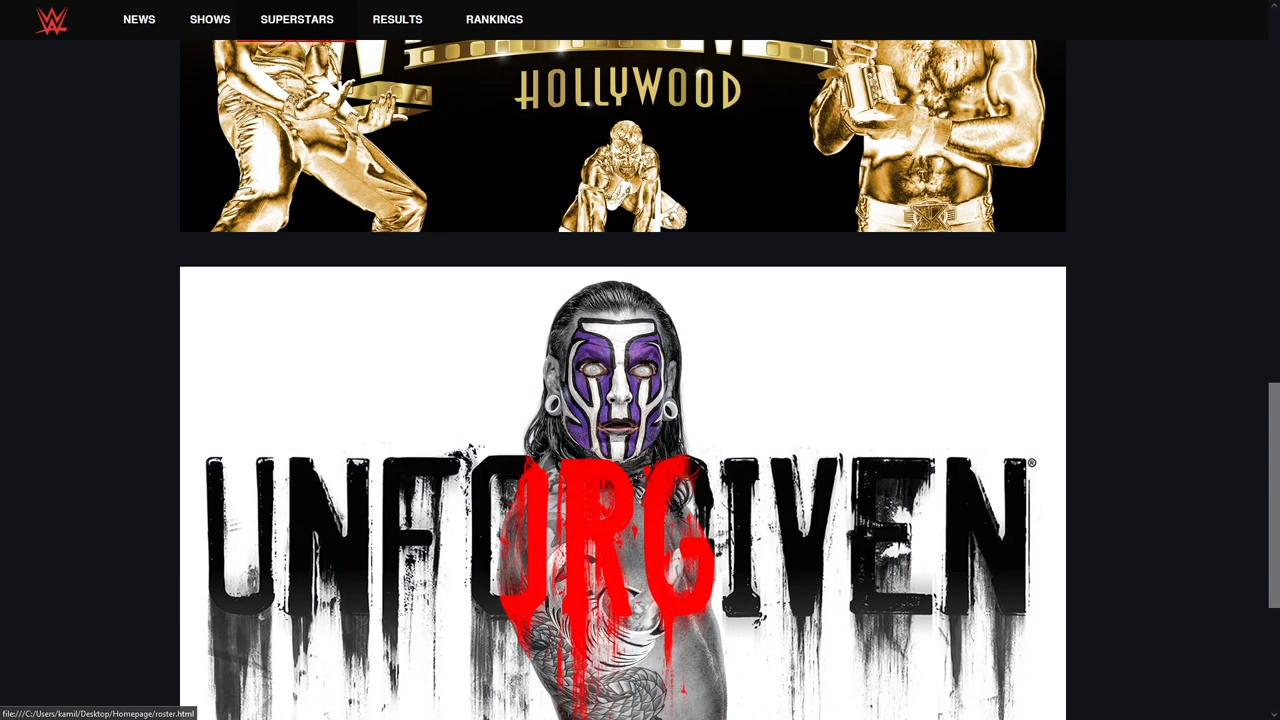 NEWS SHOWS SUPERSTARS RESULTS RANKINGS
HOLLYWOOD
UNFORGIVEN®
file:///C:/Users/kamil/Desktop/Homepage/roster.html